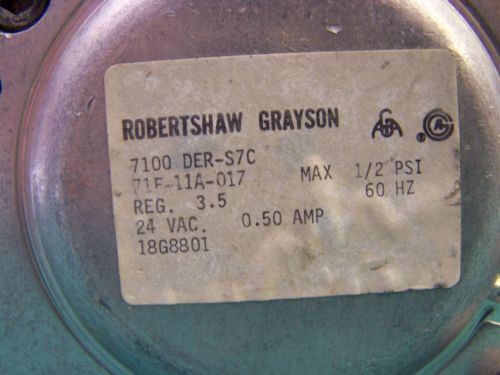 ROBERTSHAW GRAYSON
7100 DER-S7C
71E-11A-017 MAX 1/2 PSI
REG. 3.5 60 HZ
24 VAC. 0.50 AMP
18G8801